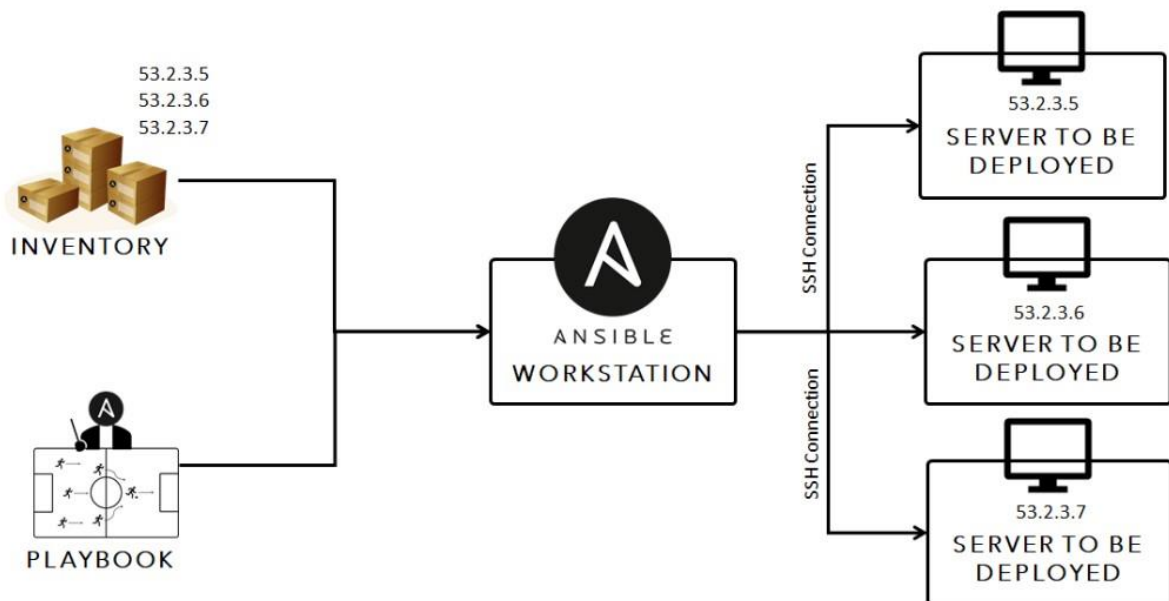 53.2.3.5
53.2.3.6
53.2.3.7
INVENTORY
PLAYBOOK
ANSIBLE
WORKSTATION
SSH Connection
SSH Connection
53.2.3.5
SERVER TO BE
DEPLOYED
53.2.3.6
SERVER TO BE
DEPLOYED
53.2.3.7
SERVER TO BE
DEPLOYED